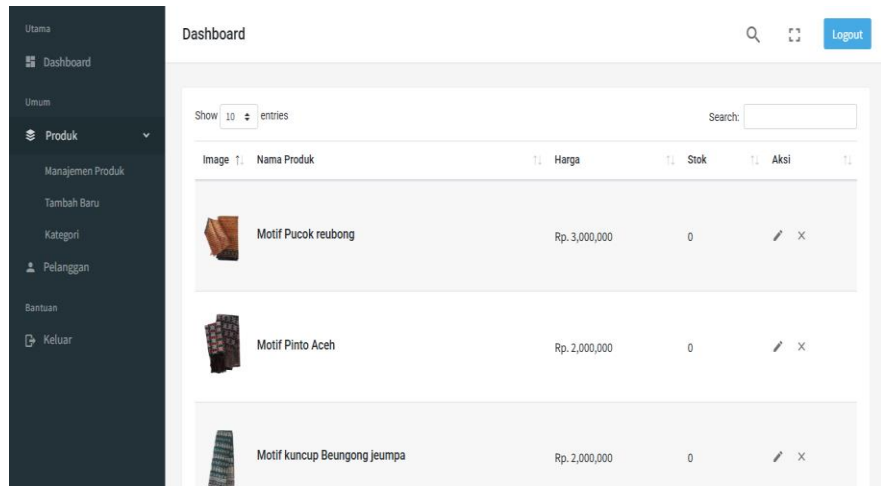 Utama
Dashboard
Umum
Produk
Manajemen Produk
Tambah Baru
Kategori
Pelanggan
Bantuan
Keluar
Dashboard
Logout
Show 10 entries
Search:
Image Nama Produk Harga Stok Aksi
Motif Pucok reubong Rp. 3,000,000 0
Motif Pinto Aceh Rp. 2,000,000 0
Motif kuncup Beungong jeumpa Rp. 2,000,000 0